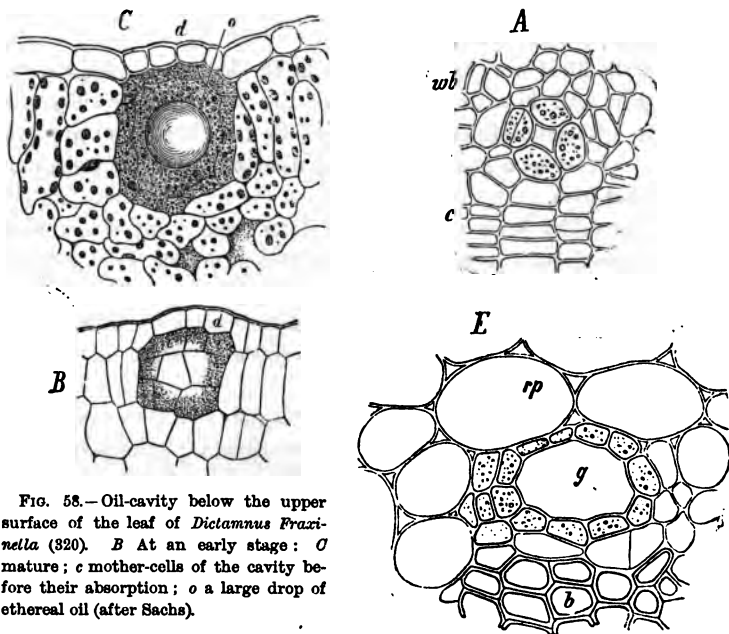 C
d
o
A
wb
c
B
d
FIG. 58.—Oil-cavity below the upper
surface of the leaf of Dictamnus Fraxi-
nella (320). B At an early stage: C
mature; c mother-cells of the cavity be-
fore their absorption; o a large drop of
ethereal oil (after Sachs).
E
rp
g
b